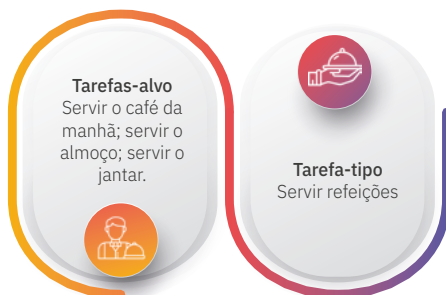 Tarefas-alvo
Servir o café da
manhã; servir o
almoço; servir o
jantar.
Tarefa-tipo
Servir refeições